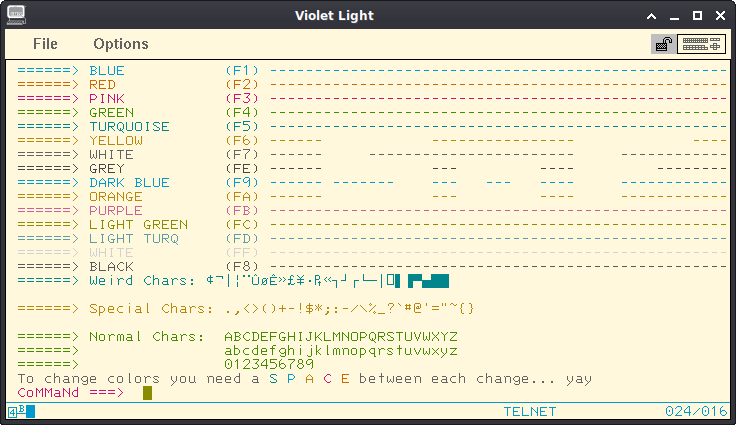 Violet Light
File Options
======> BLUE (F1) ----------------------------------------------------------
======> RED (F2) ----------------------------------------------------------
======> PINK (F3) ----------------------------------------------------------
======> GREEN (F4) ----------------------------------------------------------
======> TURQUOISE (F5) ----------------------------------------------------------
======> YELLOW (F6) ------- ------------------ ----
======> WHITE (F7) ------- ------------------ --------------
======> GREY (FE) ------- --- ---- ----
======> DARK BLUE (F9) --- ------- --- --- ---- --------------
======> ORANGE (FA) ------- --- ---- ----
======> PURPLE (FB) ----------------------------------------------------------
======> LIGHT GREEN (FC) ----------------------------------------------------------
======> LIGHT TURQ (FD) ----------------------------------------------------------
======> WHITE (FF) ----------------------------------------------------------
======> BLACK (F8) ----------------------------------------------------------
======> Weird Chars: ¢¬|¦¨ÛøÊ»£¥·₧«┐┘┌└─│
======> Special Chars: .,<>()+-!$*;:-/\%_?`#@'="~{}
======> Normal Chars: ABCDEFGHIJKLMNOPQRSTUVWXYZ
======> abcdefghijklmnopqrstuvwxyz
======> 0123456789
To change colors you need a S P A C E between each change... yay
CoMMaNd ===>
4 B TELNET 024/016